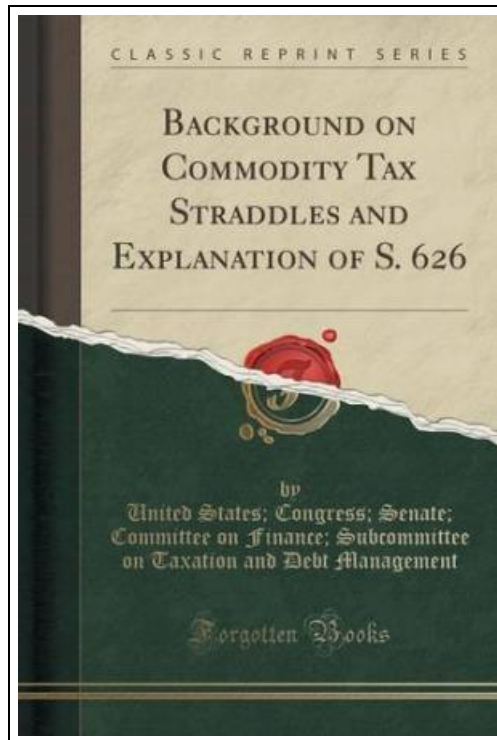 CLASSIC REPRINT SERIES
BACKGROUND ON
COMMODITY TAX
STRADDLES AND
EXPLANATION OF S. 626
by
United States; Congress; Senate;
Committee on Finance; Subcommittee
on Taxation and Debt Management
Forgotten Books